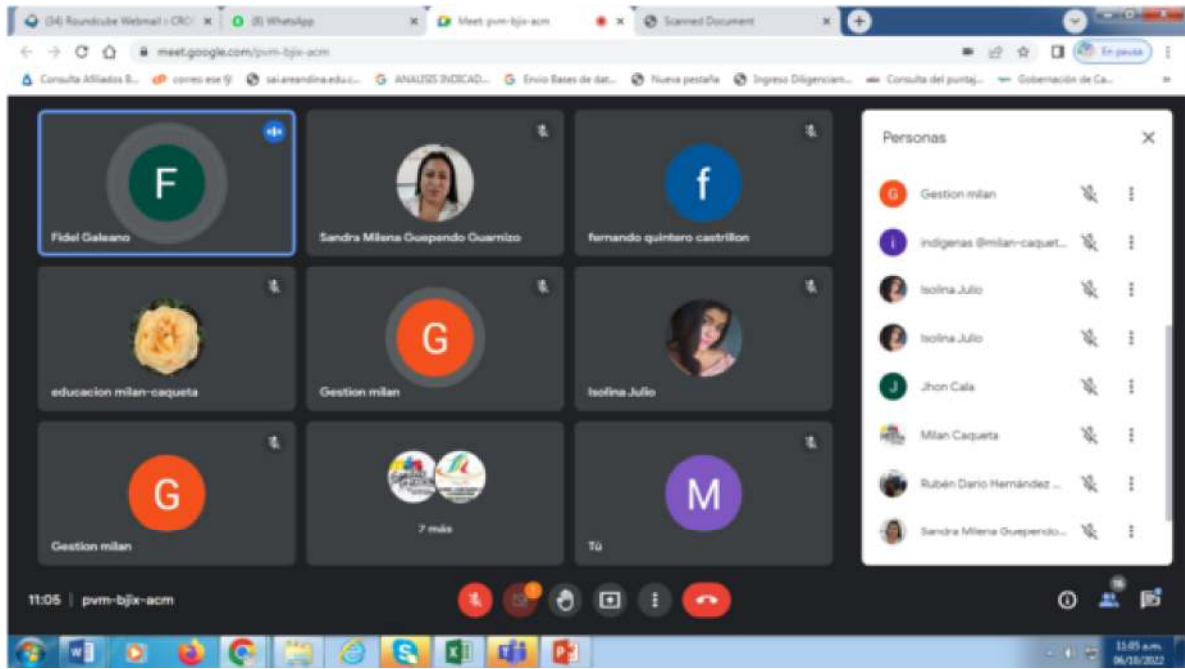 (34) Roundcube Webmail :: CRO
(8) WhatsApp
Meet: pvm-bjix-acm
Scanned Document
meet.google.com/pvm-bjix-acm
En pausa
Consulta Afiliados B...
correo ese
sai.areandina.educ...
ANALISIS INDICAD...
Envio Bases de dat...
Nueva pestaña
Ingreso Diligenciam...
Consulta del puntaj...
Gobernación de Ca...
F
Fidel Galeano
Sandra Milena Guependo Guarnizo
f
fernando quintero castrillon
educacion milan-caqueta
G
Gestion milan
Isolina Julio
G
Gestion milan
7 más
M
Tú
Personas
G
Gestion milan
i
indigenas @milan-caquet...
Isolina Julio
Isolina Julio
J
Jhon Cala
Milan Caqueta
Rubén Dario Hernández ...
Sandra Milena Guependo...
11:05 | pvm-bjix-acm
16
11:05 a.m.
06/10/2022